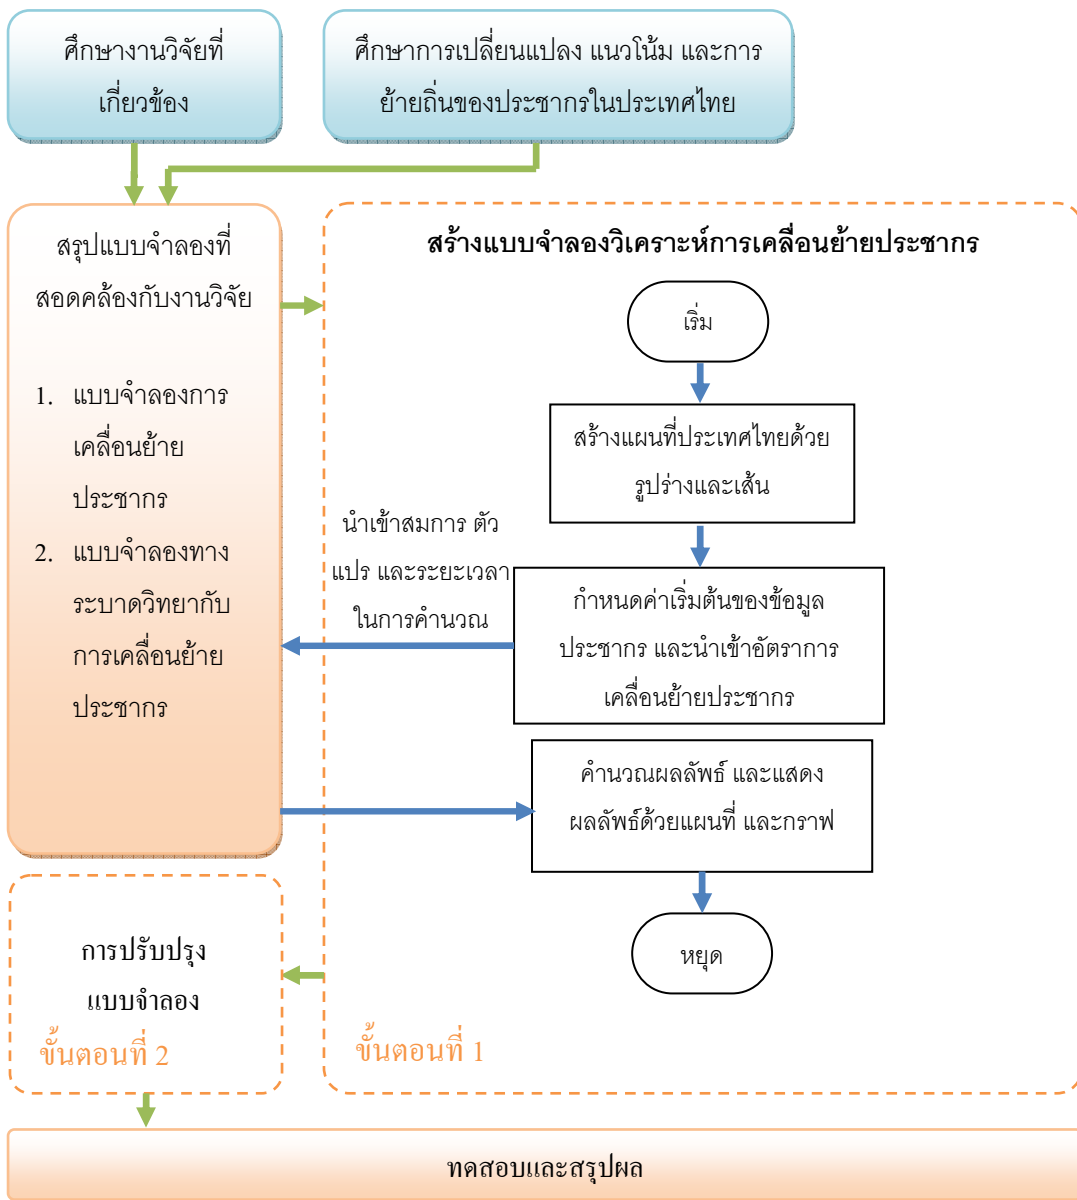 ศึกษางานวิจัยที่
เกี่ยวข้อง
ศึกษาการเปลี่ยนแปลง แนวโน้ม และการ
ย้ายถิ่นของประชากรในประเทศไทย
สรุปแบบจำลองที่
สอดคล้องกับงานวิจัย
1. แบบจำลองการ
เคลื่อนย้าย
ประชากร
2. แบบจำลองทาง
ระบาดวิทยากับ
การเคลื่อนย้าย
ประชากร
สร้างแบบจำลองวิเคราะห์การเคลื่อนย้ายประชากร
เริ่ม
สร้างแผนที่ประเทศไทยด้วย
รูปร่างและเส้น
นำเข้าสมการ ตัว
แปร และระยะเวลา
ในการคำนวณ
กำหนดค่าเริ่มต้นของข้อมูล
ประชากร และนำเข้าอัตราการ
เคลื่อนย้ายประชากร
คำนวณผลลัพธ์ และแสดง
ผลลัพธ์ด้วยแผนที่ และกราฟ
หยุด
ขั้นตอนที่ 1
การปรับปรุง
แบบจำลอง
ขั้นตอนที่ 2
ทดสอบและสรุปผล